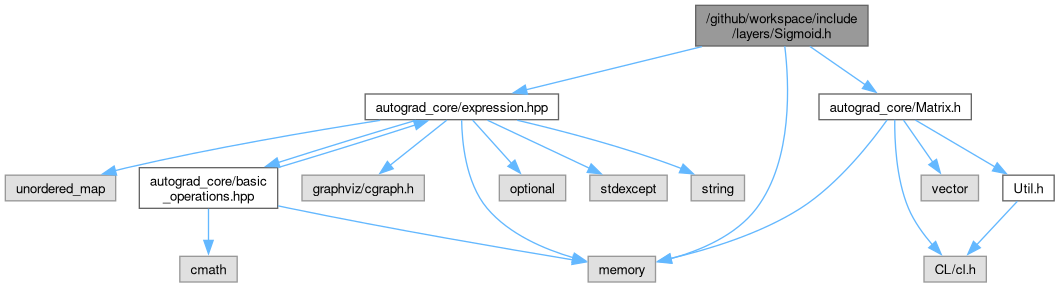 /github/workspace/include
/layers/Sigmoid.h
autograd_core/expression.hpp
autograd_core/Matrix.h
unordered_map
autograd_core/basic
_operations.hpp
graphviz/cgraph.h
optional
stdexcept
string
vector
Util.h
cmath
memory
CL/cl.h